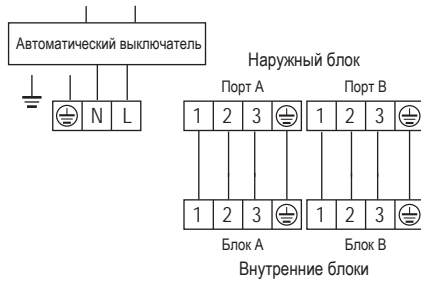 Автоматический выключатель
N L
Наружный блок
Порт A Порт B
1 2 3 1 2 3
1 2 3 1 2 3
Блок A Блок B
Внутренние блоки